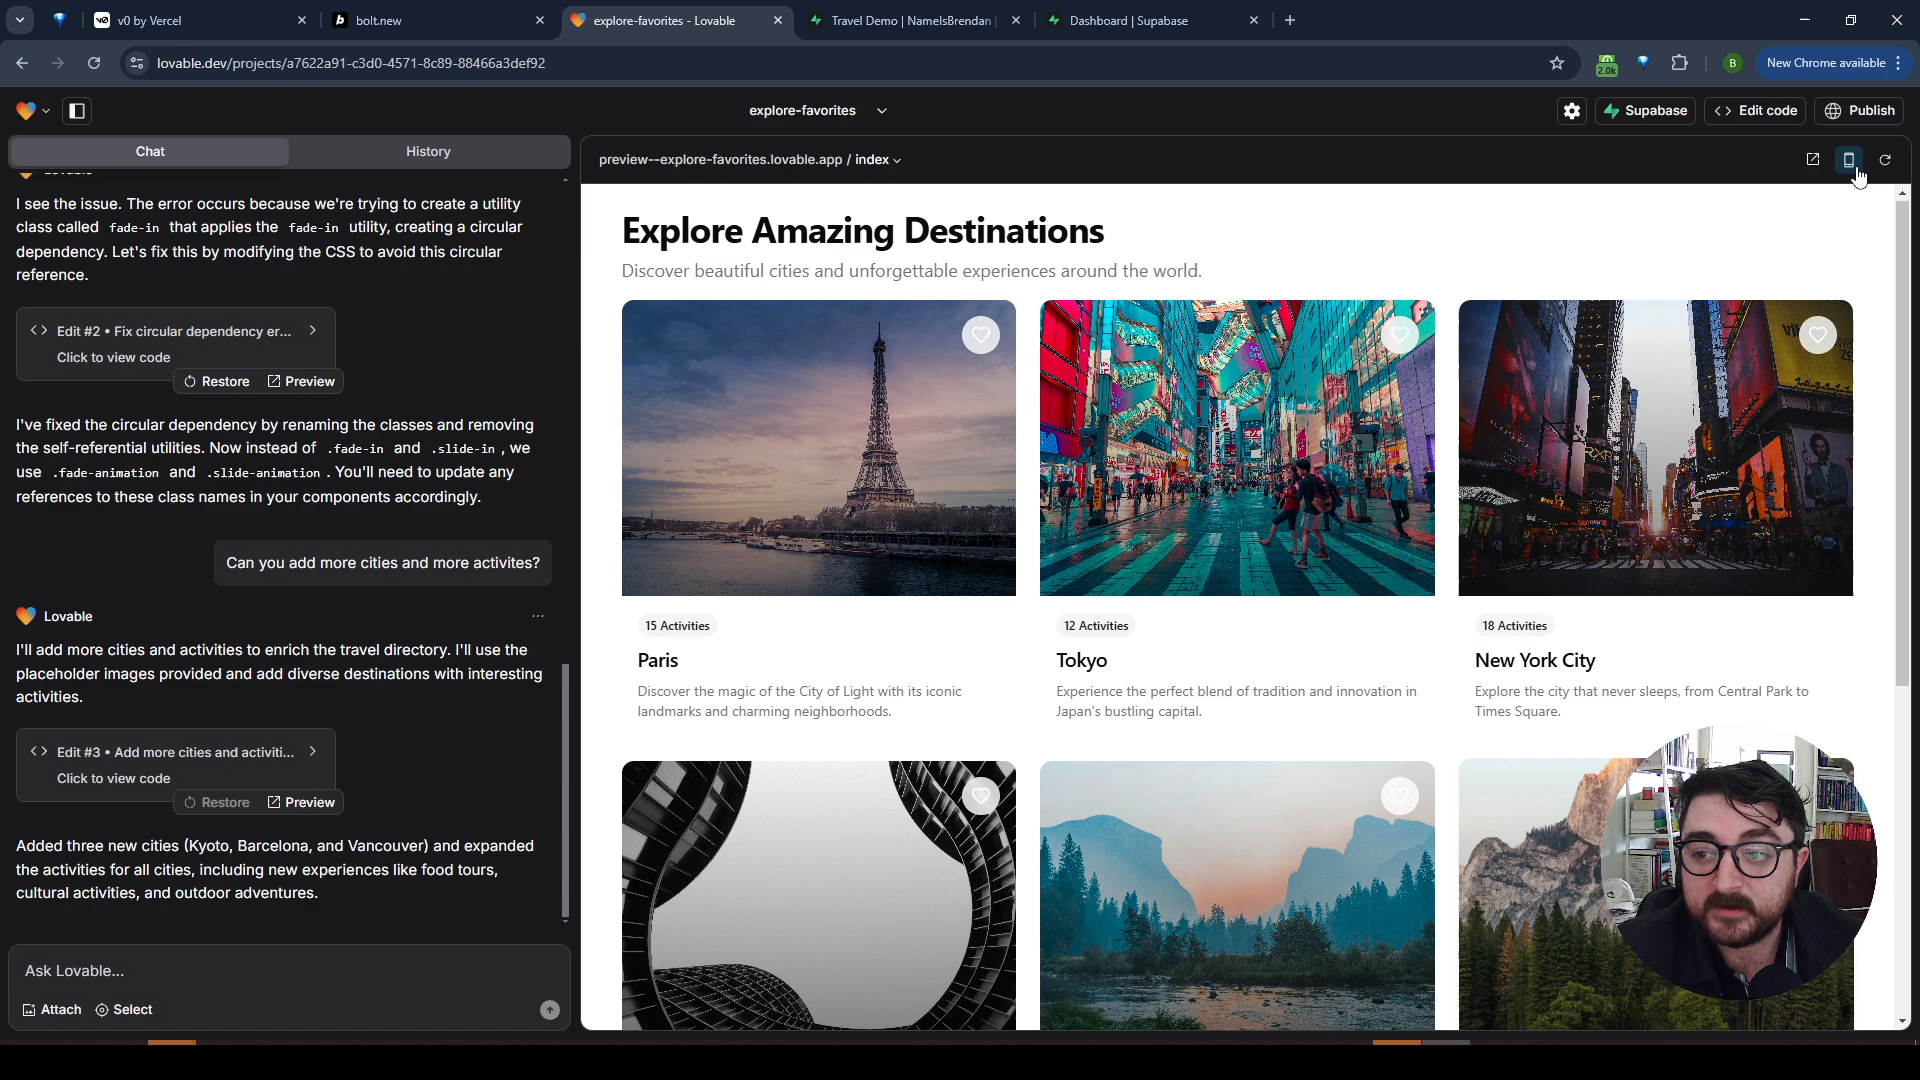 v0 by Vercel
bolt.new
explore-favorites - Lovable
Travel Demo | NameIsBrendan
Dashboard | Supabase
lovable.dev/projects/a7622a91-c3d0-4571-8c89-88466a3def92
2.0k
B
New Chrome available
explore-favorites
Supabase
Edit code
Publish
Chat
History
preview--explore-favorites.lovable.app / index
I see the issue. The error occurs because we're trying to create a utility
class called fade-in that applies the fade-in utility, creating a circular
dependency. Let's fix this by modifying the CSS to avoid this circular
reference.
Edit #2 • Fix circular dependency er...
Click to view code
Restore
Preview
I've fixed the circular dependency by renaming the classes and removing
the self-referential utilities. Now instead of .fade-in and .slide-in , we
use .fade-animation and .slide-animation . You'll need to update any
references to these class names in your components accordingly.
Can you add more cities and more activites?
Lovable
I'll add more cities and activities to enrich the travel directory. I'll use the
placeholder images provided and add diverse destinations with interesting
activities.
Edit #3 • Add more cities and activiti...
Click to view code
Restore
Preview
Added three new cities (Kyoto, Barcelona, and Vancouver) and expanded
the activities for all cities, including new experiences like food tours,
cultural activities, and outdoor adventures.
Ask Lovable...
Attach
Select
Explore Amazing Destinations
Discover beautiful cities and unforgettable experiences around the world.
15 Activities
Paris
Discover the magic of the City of Light with its iconic
landmarks and charming neighborhoods.
12 Activities
Tokyo
Experience the perfect blend of tradition and innovation in
Japan's bustling capital.
18 Activities
New York City
Explore the city that never sleeps, from Central Park to
Times Square.